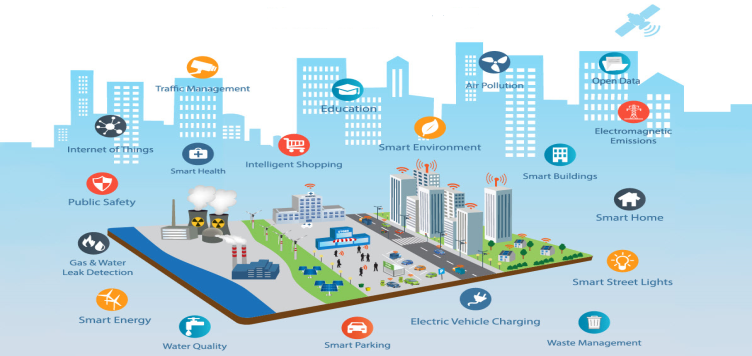 Traffic Management
Education
Air Pollution
Open Data
Internet of Things
Smart Health
Intelligent Shopping
Smart Environment
Electromagnetic
Emissions
Smart Buildings
Public Safety
Smart Home
Gas & Water
Leak Detection
Smart Street Lights
Smart Energy
Water Quality
Smart Parking
Electric Vehicle Charging
Waste Management